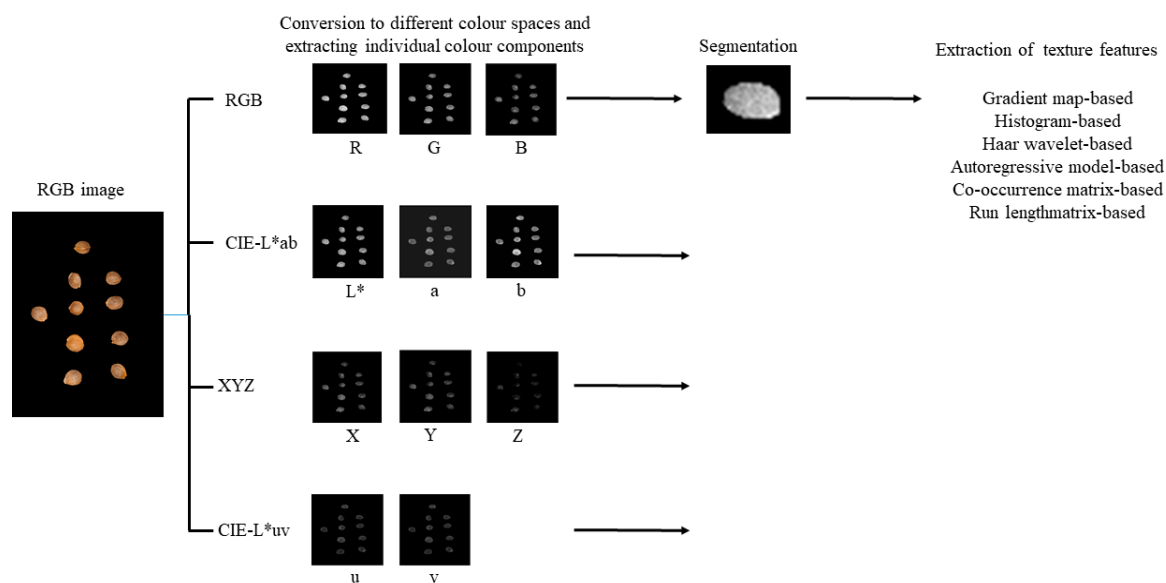 Conversion to different colour spaces and
extracting individual colour components
Segmentation
Extraction of texture features
RGB
R G B
Gradient map-based
Histogram-based
Haar wavelet-based
Autoregressive model-based
Co-occurrence matrix-based
Run lengthmatrix-based
RGB image
CIE-L*ab
L* a b
XYZ
X Y Z
CIE-L*uv
u v